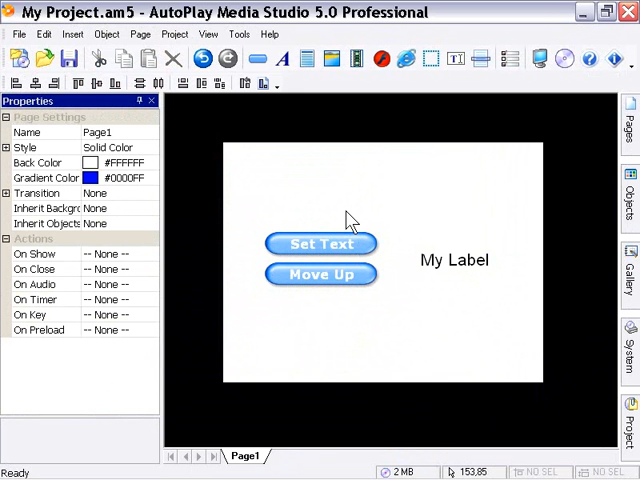 My Project.am5 - AutoPlay Media Studio 5.0 Professional
File Edit Insert Object Page Project View Tools Help
Properties
Page Settings
Name Page1
Style Solid Color
Back Color #FFFFFF
Gradient Color #0000FF
Transition None
Inherit Backgro None
Inherit Objects None
Actions
On Show -- None --
On Close -- None --
On Audio -- None --
On Timer -- None --
On Key -- None --
On Preload -- None --
Set Text
Move Up
My Label
Pages
Objects
Gallery
System
Project
Page1
Ready
2 MB
153,85
NO SEL
NO SEL